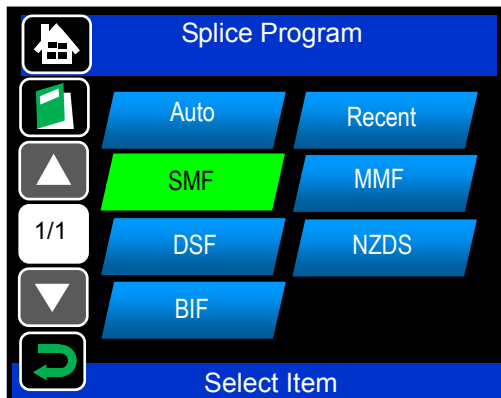 Splice Program
Auto
Recent
SMF
MMF
1/1
DSF
NZDS
BIF
Select Item